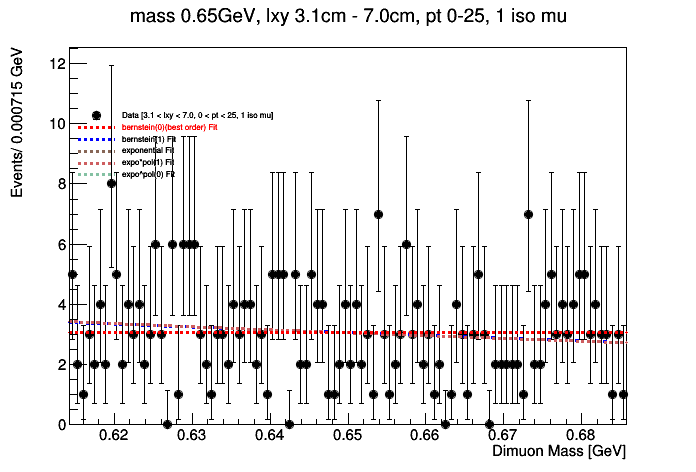 mass 0.65GeV, lxy 3.1cm - 7.0cm, pt 0-25, 1 iso mu
Events/ 0.000715 GeV
12
10
8
6
4
2
0
Data [3.1 < lxy < 7.0, 0 < pt < 25, 1 iso mu]
bernstein(0)(best order) Fit
bernstein(1) Fit
exponential Fit
expo*pol(1) Fit
expo^pol(0) Fit
0.62 0.63 0.64 0.65 0.66 0.67 0.68
Dimuon Mass [GeV]